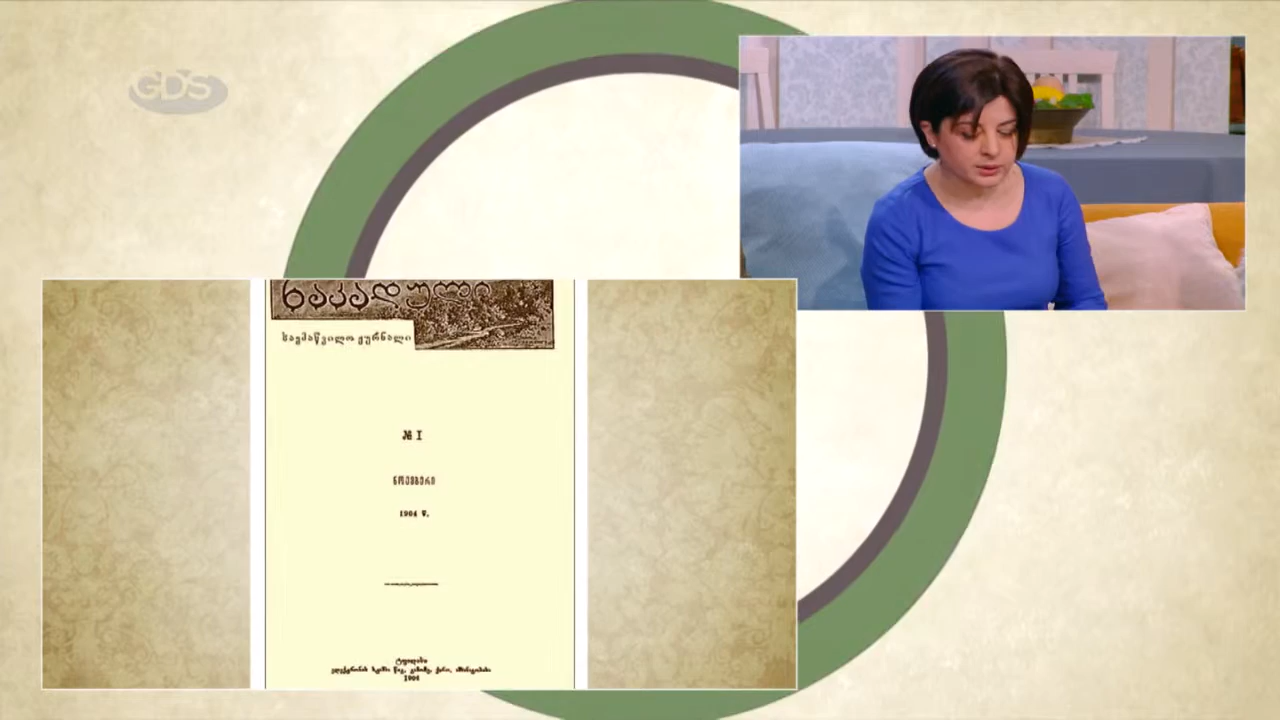 GDS
ნაკადული
საყმაწვილო ჟურნალი
№ I
ნოემბერი
1904 წ.
ტფილისი
1904